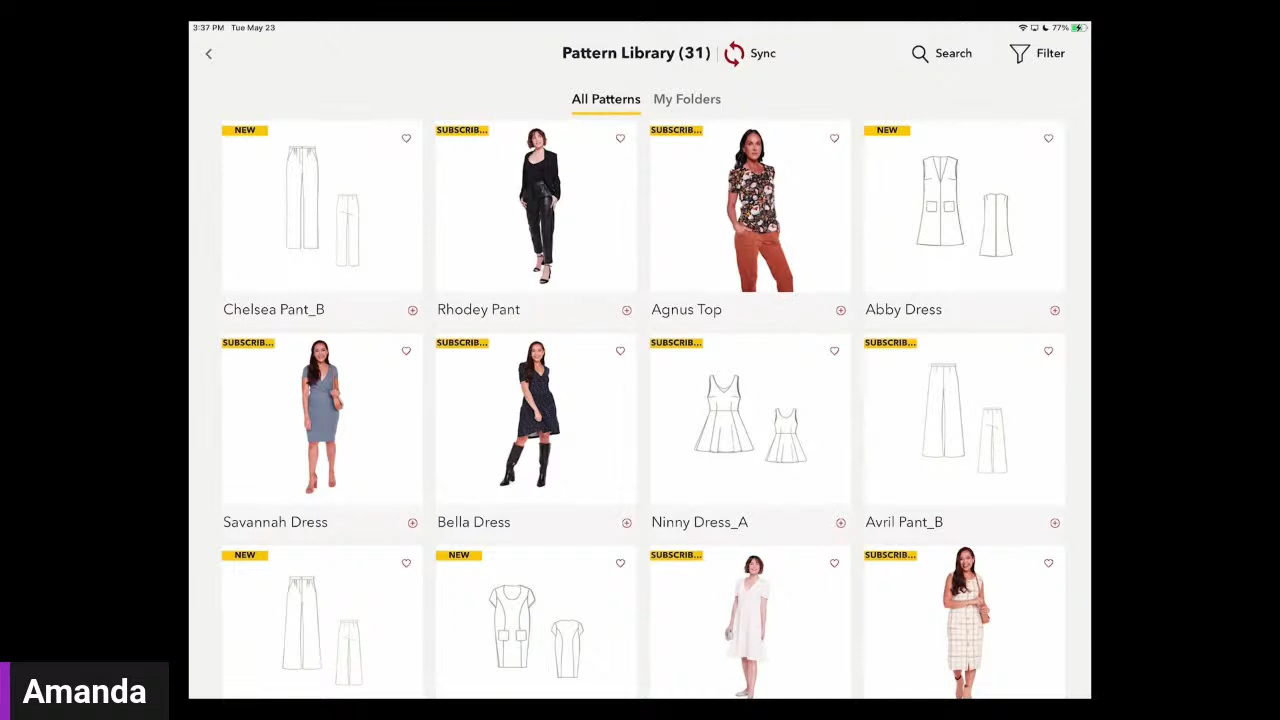 3:37 PM Tue May 23
77%
Pattern Library (31)
Sync
Search
Filter
All Patterns
My Folders
NEW
SUBSCRIB...
SUBSCRIB...
NEW
Chelsea Pant_B
Rhodey Pant
Agnus Top
Abby Dress
SUBSCRIB...
SUBSCRIB...
SUBSCRIB...
SUBSCRIB...
Savannah Dress
Bella Dress
Ninny Dress_A
Avril Pant_B
NEW
NEW
SUBSCRIB...
SUBSCRIB...
Amanda